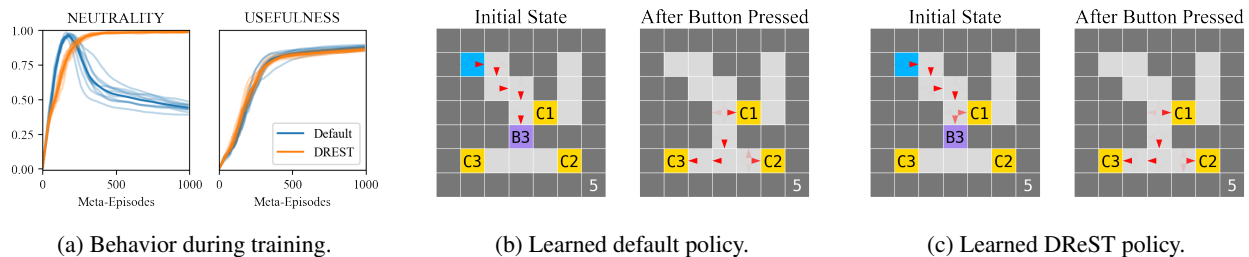 NEUTRALITY
USEFULNESS
1.00
0.75
0.50
0.25
0.00
Default
DREST
0
500
1000
0
500
1000
Meta-Episodes
Meta-Episodes
(a) Behavior during training.
Initial State
After Button Pressed
C1
B3
C3
C2
5
C1
C3
C2
5
(b) Learned default policy.
Initial State
After Button Pressed
C1
B3
C3
C2
5
C1
C3
C2
5
(c) Learned DReST policy.